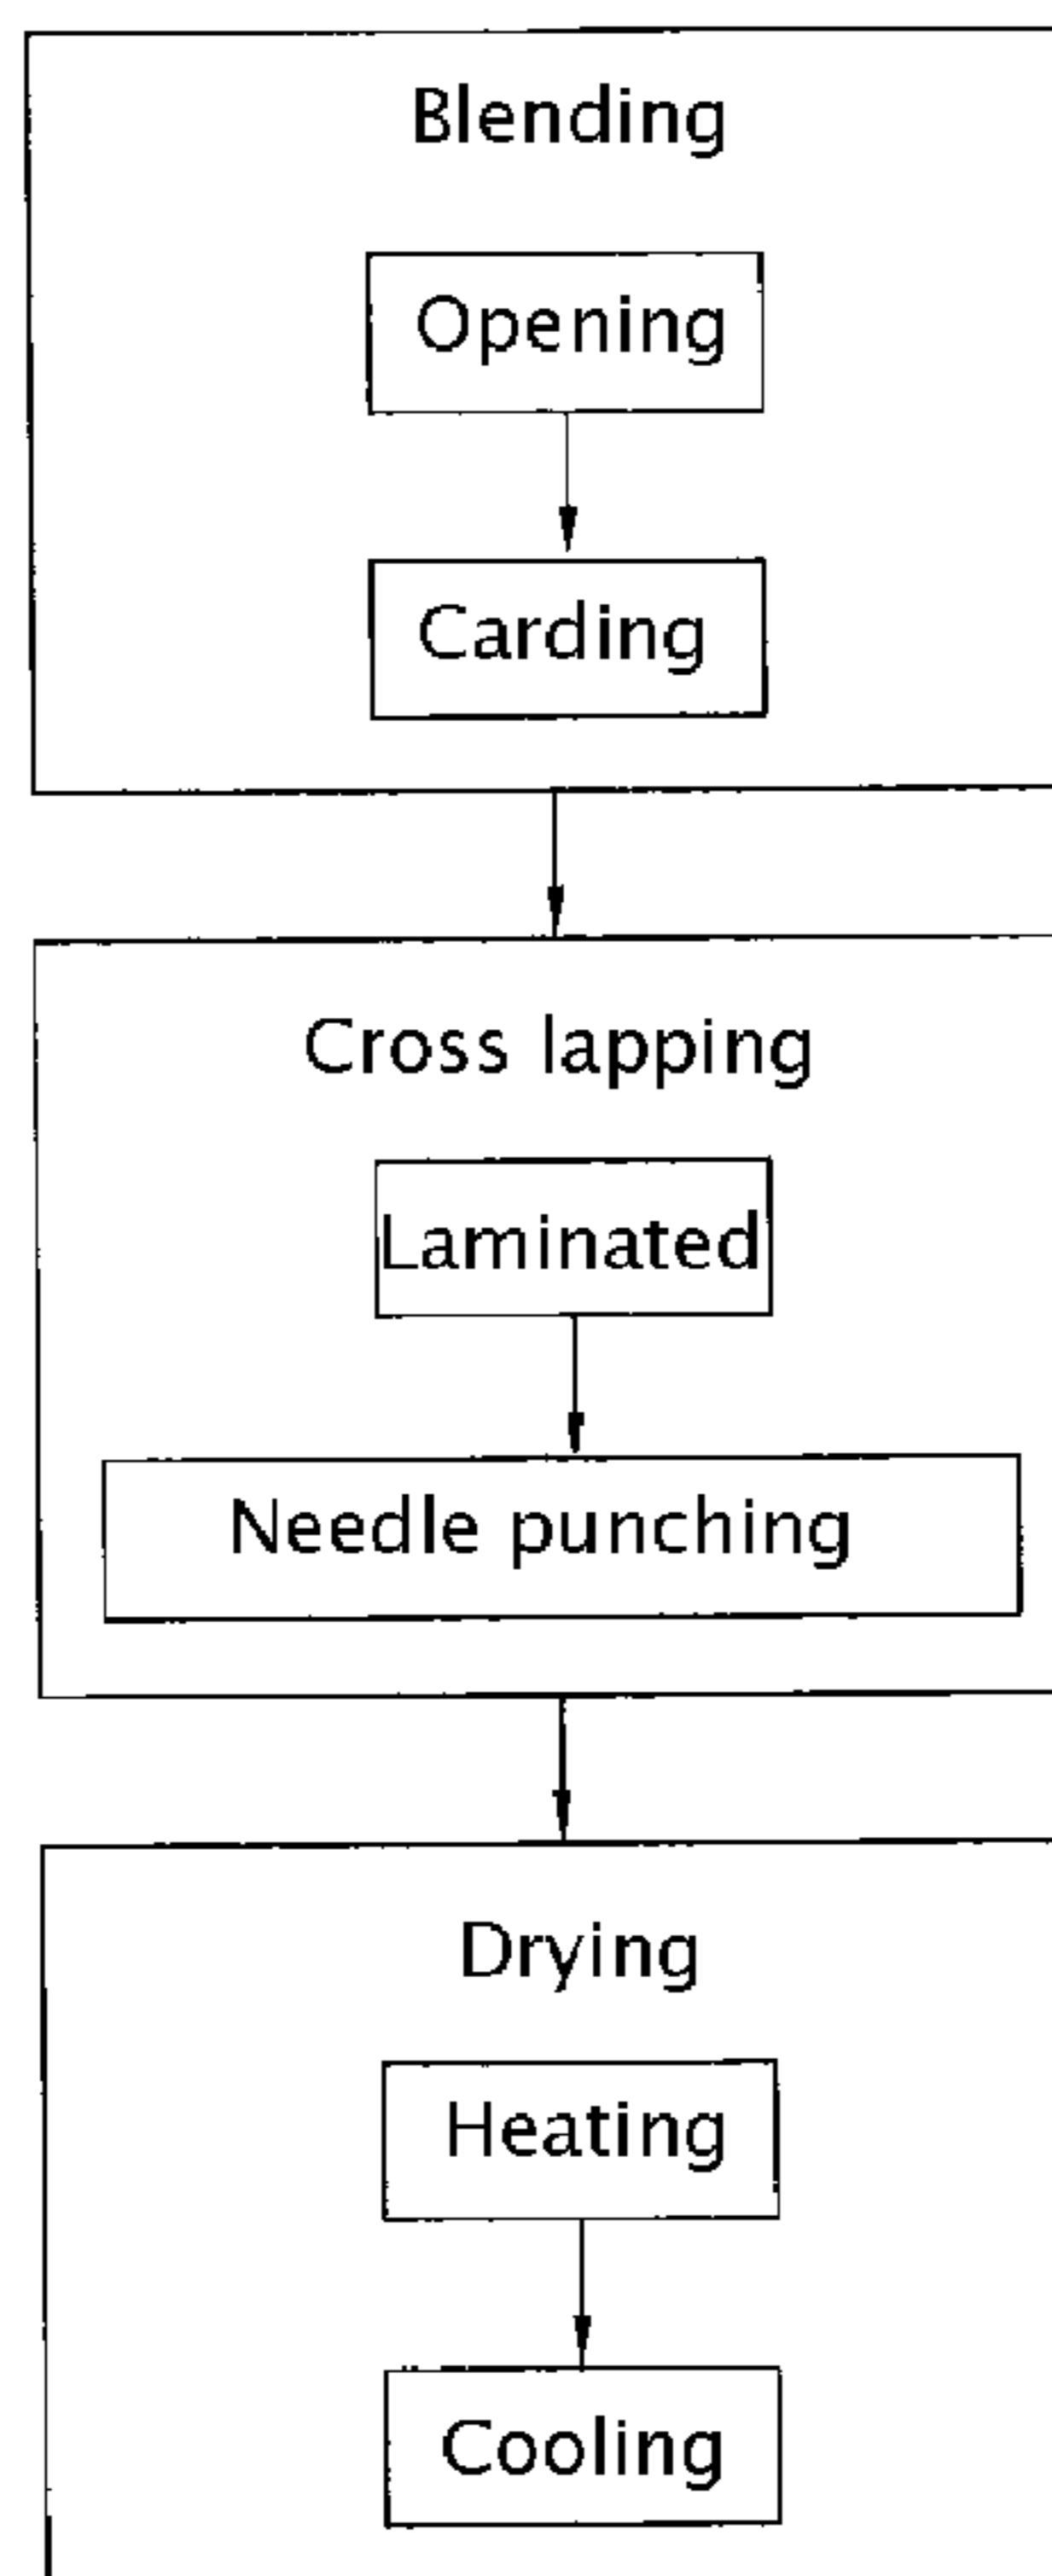 Blending
Opening
Carding
Cross lapping
Laminated
Needle punching
Drying
Heating
Cooling